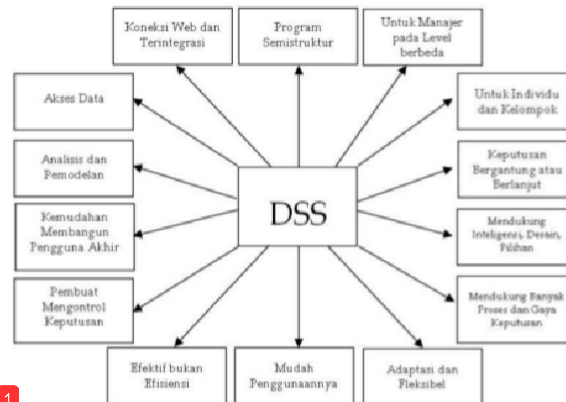 Koneksi Web dan
Terintegrasi
Program
Semistruktur
Untuk Manajer
pada Level
berbeda
Akses Data
Untuk Individu
dan Kelompok
Analisis dan
Pemodelan
Keputusan
Bergantung atau
Berlanjut
DSS
Kemudahan
Membangun
Pengguna Akhir
Mendukung
Inteligensi, Desain,
Pilihan
Pembuat
Mengontrol
Keputusan
Mendukung Banyak
Proses dan Gaya
Keputusan
Efektif bukan
Efisiensi
Mudah
Penggunaannya
Adaptasi dan
Fleksibel
1